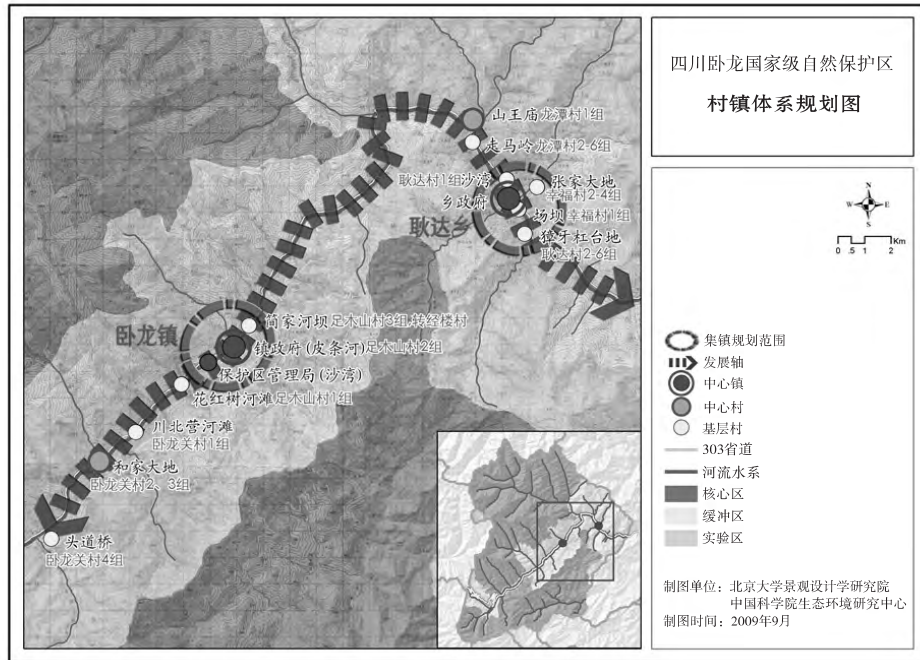 四川卧龙国家级自然保护区
村镇体系规划图
山王庙龙潭村1组
走马岭龙潭村2-6组
耿达村1组沙湾
张家大地
幸福村2-4组
乡政府
场坝 幸福村1组
耿达乡
獐牙杠台地
耿达村2-6组
卧龙镇
筒家河坝足木山村3组,转经楼村
镇政府(皮条河)足木山村2组
保护区管理局(沙湾)
花红树河滩足木山村1组
川北营河滩
卧龙关村1组
和家大地
卧龙关村2、3组
头道桥
卧龙关村4组
N
W E
S
0 .5 1 2 Km
集镇规划范围
发展轴
中心镇
中心村
基层村
303省道
河流水系
核心区
缓冲区
实验区
制图单位：北京大学景观设计学研究院
中国科学院生态环境研究中心
制图时间：2009年9月